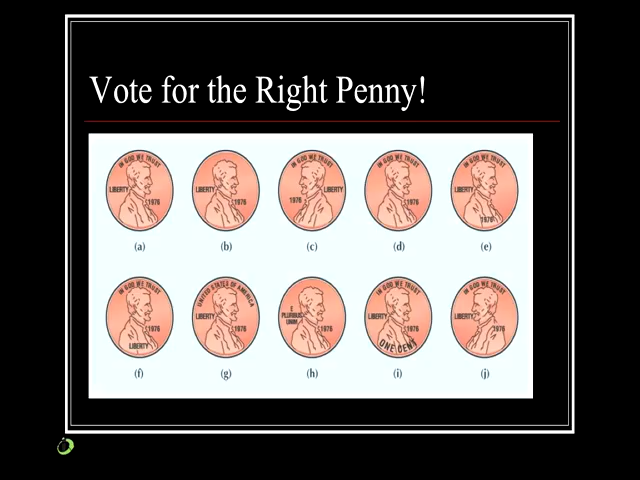 Vote for the Right Penny!
IN GOD WE TRUST
LIBERTY
1976
(a)
LIBERTY
1976
(b)
IN GOD WE TRUST
LIBERTY
1976
(c)
IN GOD WE TRUST
1976
(d)
IN GOD WE TRUST
LIBERTY
1976
(e)
IN GOD WE TRUST
1976
LIBERTY
(f)
UNITED STATES OF AMERICA
LIBERTY
1976
(g)
E
PLURIBUS
UNUM
1976
(h)
IN GOD WE TRUST
LIBERTY
1976
ONE CENT
(i)
IN GOD WE TRUST
LIBERTY
1976
(j)